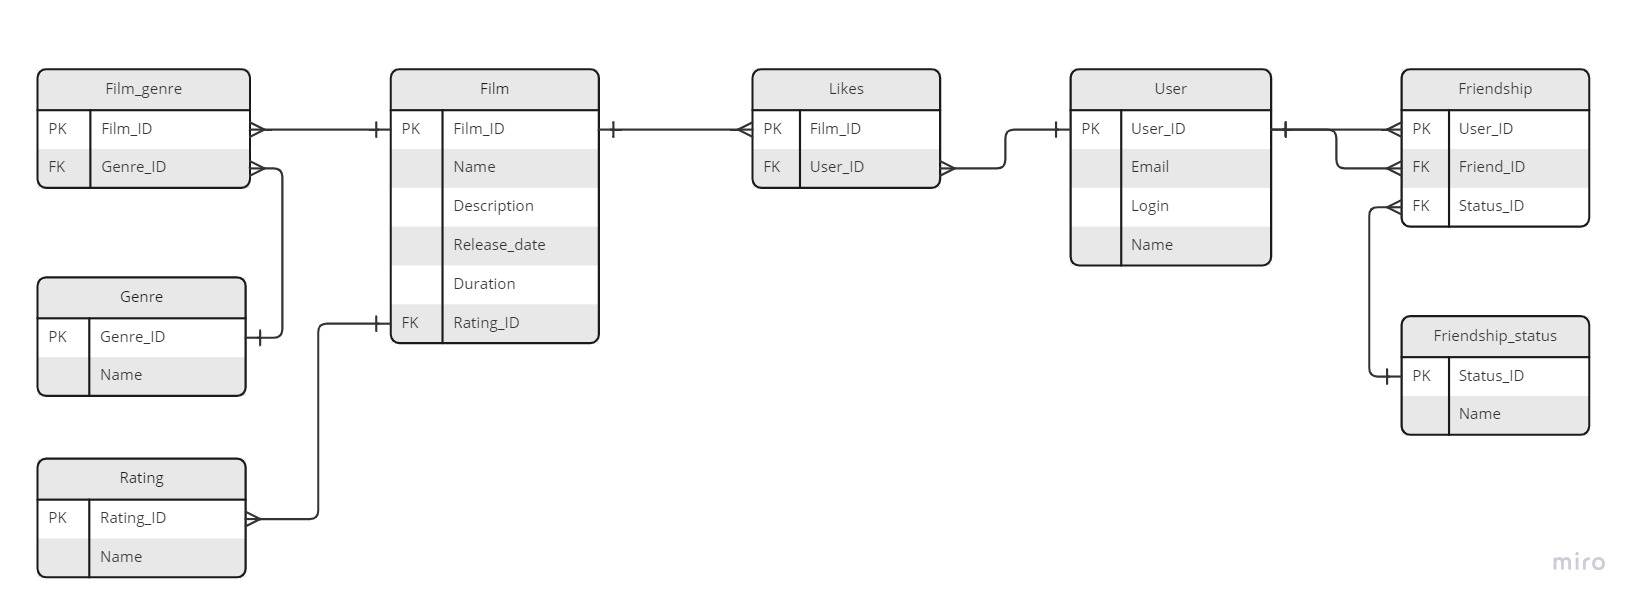 Film_genre
PK Film_ID
FK Genre_ID
Genre
PK Genre_ID
Name
Rating
PK Rating_ID
Name
Film
PK Film_ID
Name
Description
Release_date
Duration
FK Rating_ID
Likes
PK Film_ID
FK User_ID
User
PK User_ID
Email
Login
Name
Friendship
PK User_ID
FK Friend_ID
FK Status_ID
Friendship_status
PK Status_ID
Name
miro